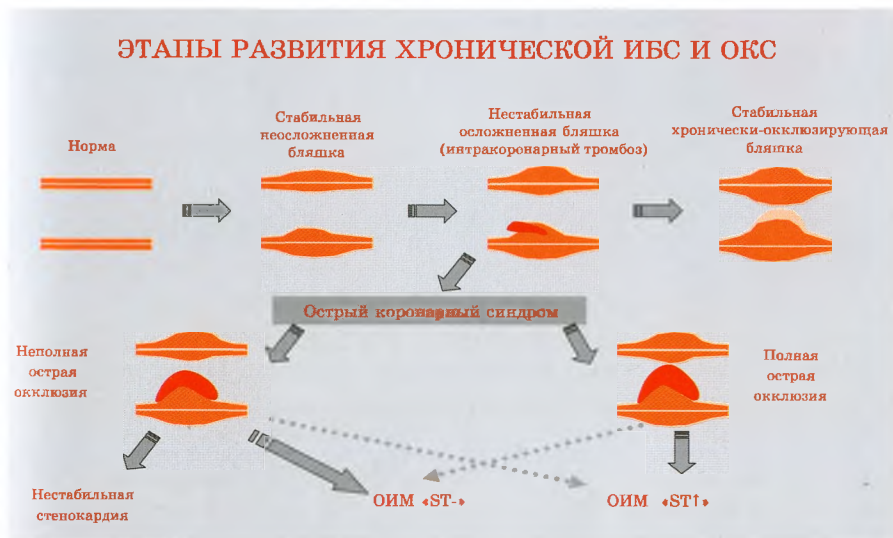 ЭТАПЫ РАЗВИТИЯ ХРОНИЧЕСКОЙ ИБС И ОКС
Норма
Стабильная
неосложненная
бляшка
Нестабильная
осложненная бляшка
(интракоронарный тромбоз)
Стабильная
хронически-окклюзирующая
бляшка
Острый коронарный синдром
Неполная
острая
окклюзия
Полная
острая
окклюзия
Нестабильная
стенокардия
ОИМ «ST-»
ОИМ «ST↑»